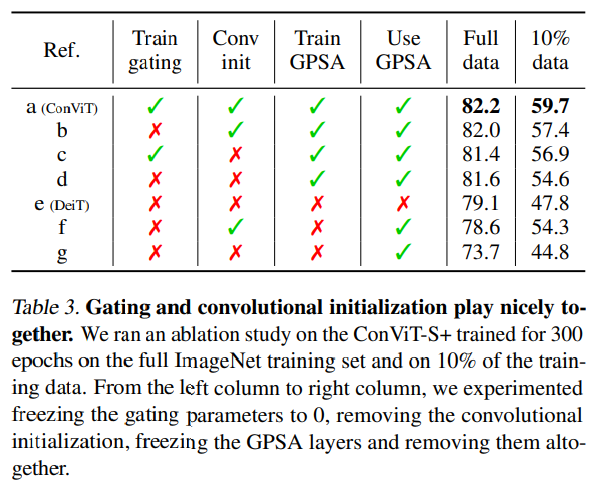 Ref. Train gating Conv init Train GPSA Use GPSA Full data 10% data
a (ConViT) ✓ ✓ ✓ ✓ 82.2 59.7
b ✗ ✓ ✓ ✓ 82.0 57.4
c ✓ ✗ ✓ ✓ 81.4 56.9
d ✗ ✗ ✓ ✓ 81.6 54.6
e (DeiT) ✗ ✗ ✗ ✗ 79.1 47.8
f ✗ ✓ ✗ ✓ 78.6 54.3
g ✗ ✗ ✗ ✓ 73.7 44.8
Table 3. Gating and convolutional initialization play nicely to-
gether. We ran an ablation study on the ConViT-S+ trained for 300
epochs on the full ImageNet training set and on 10% of the train-
ing data. From the left column to right column, we experimented
freezing the gating parameters to 0, removing the convolutional
initialization, freezing the GPSA layers and removing them alto-
gether.